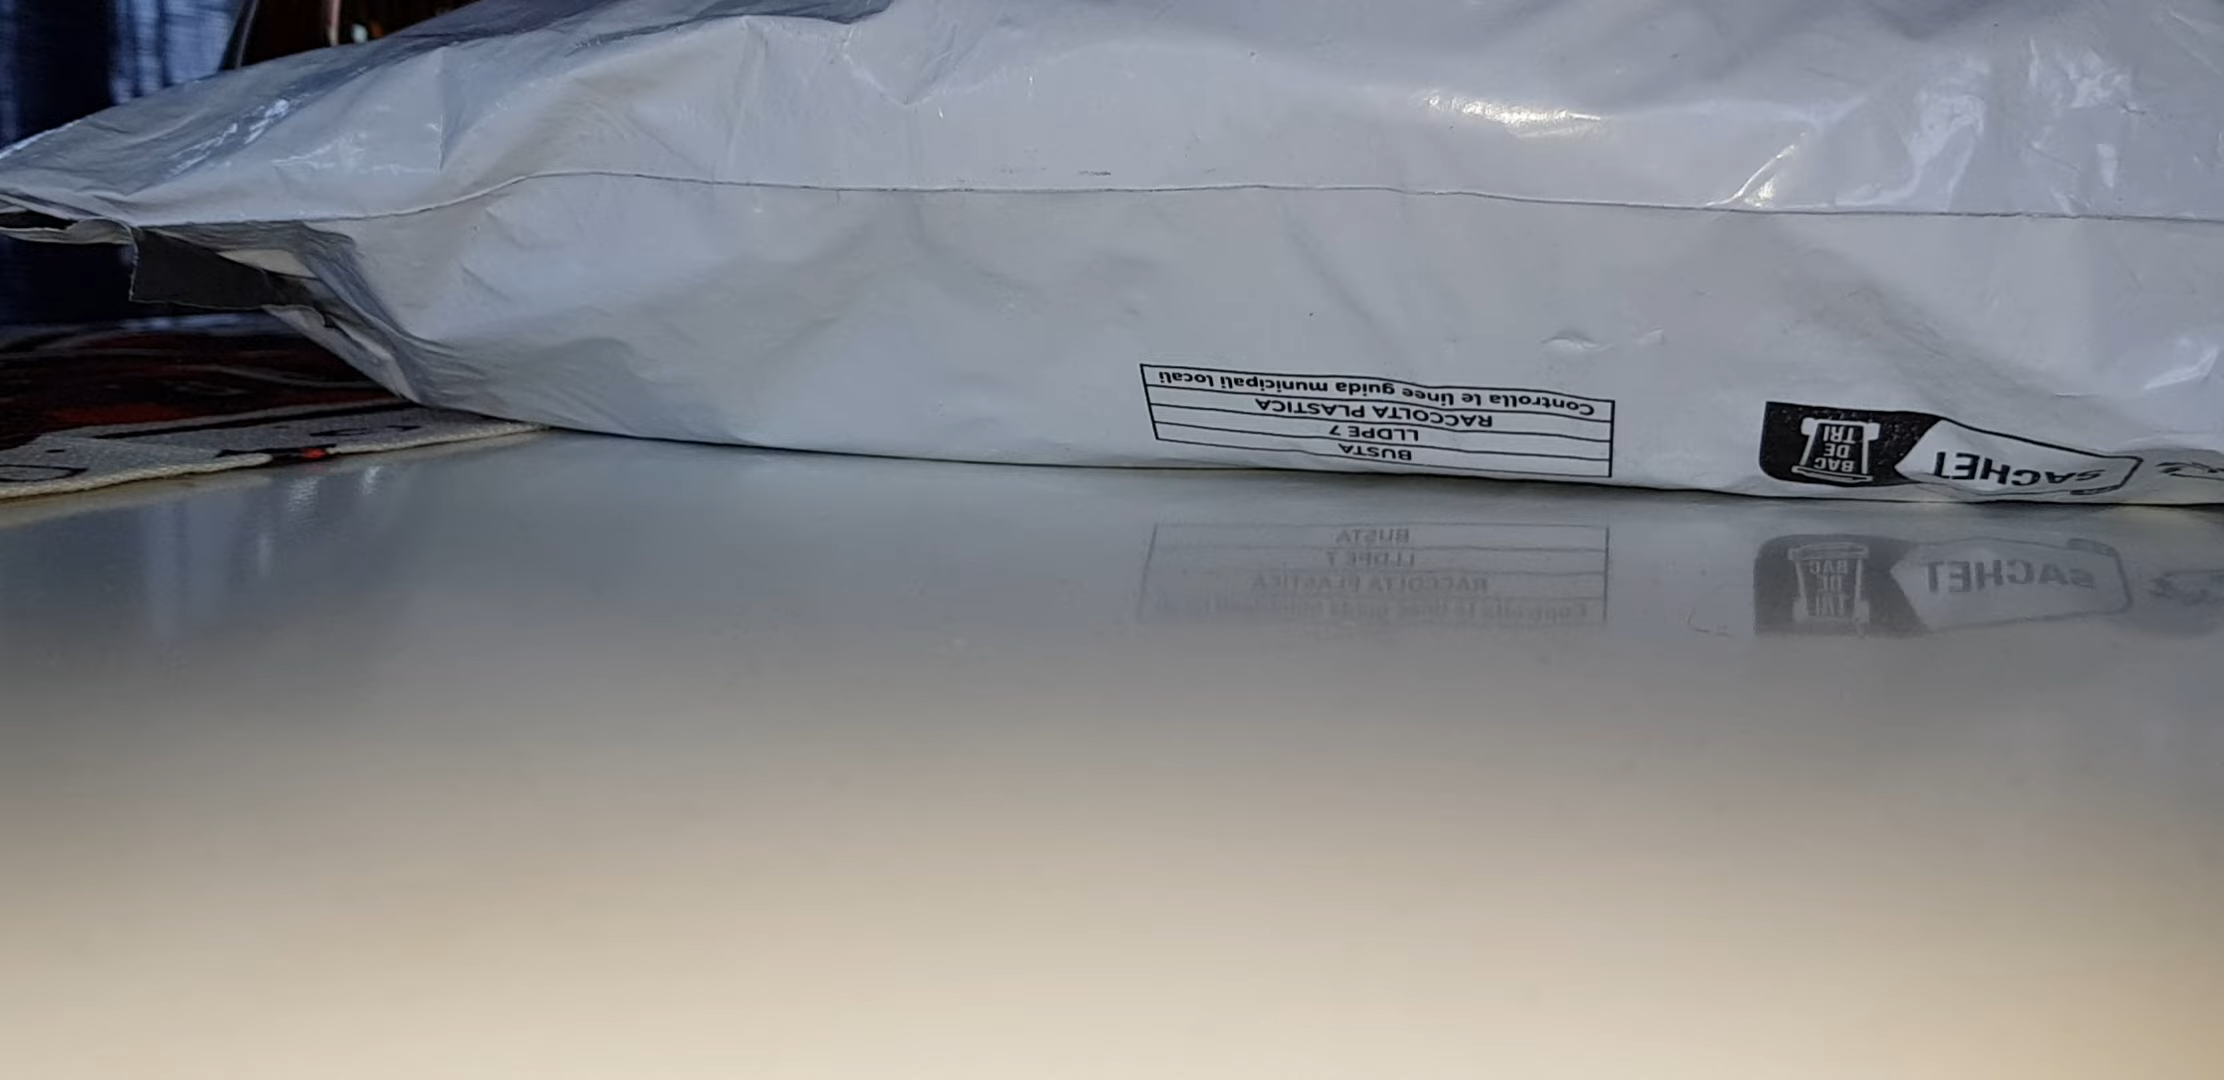 BUSTA
LLDPE 7
RACCOLTA PLASTICA
Controlla le linee guida municipali locali
SACHET
BAC
DE
TRI